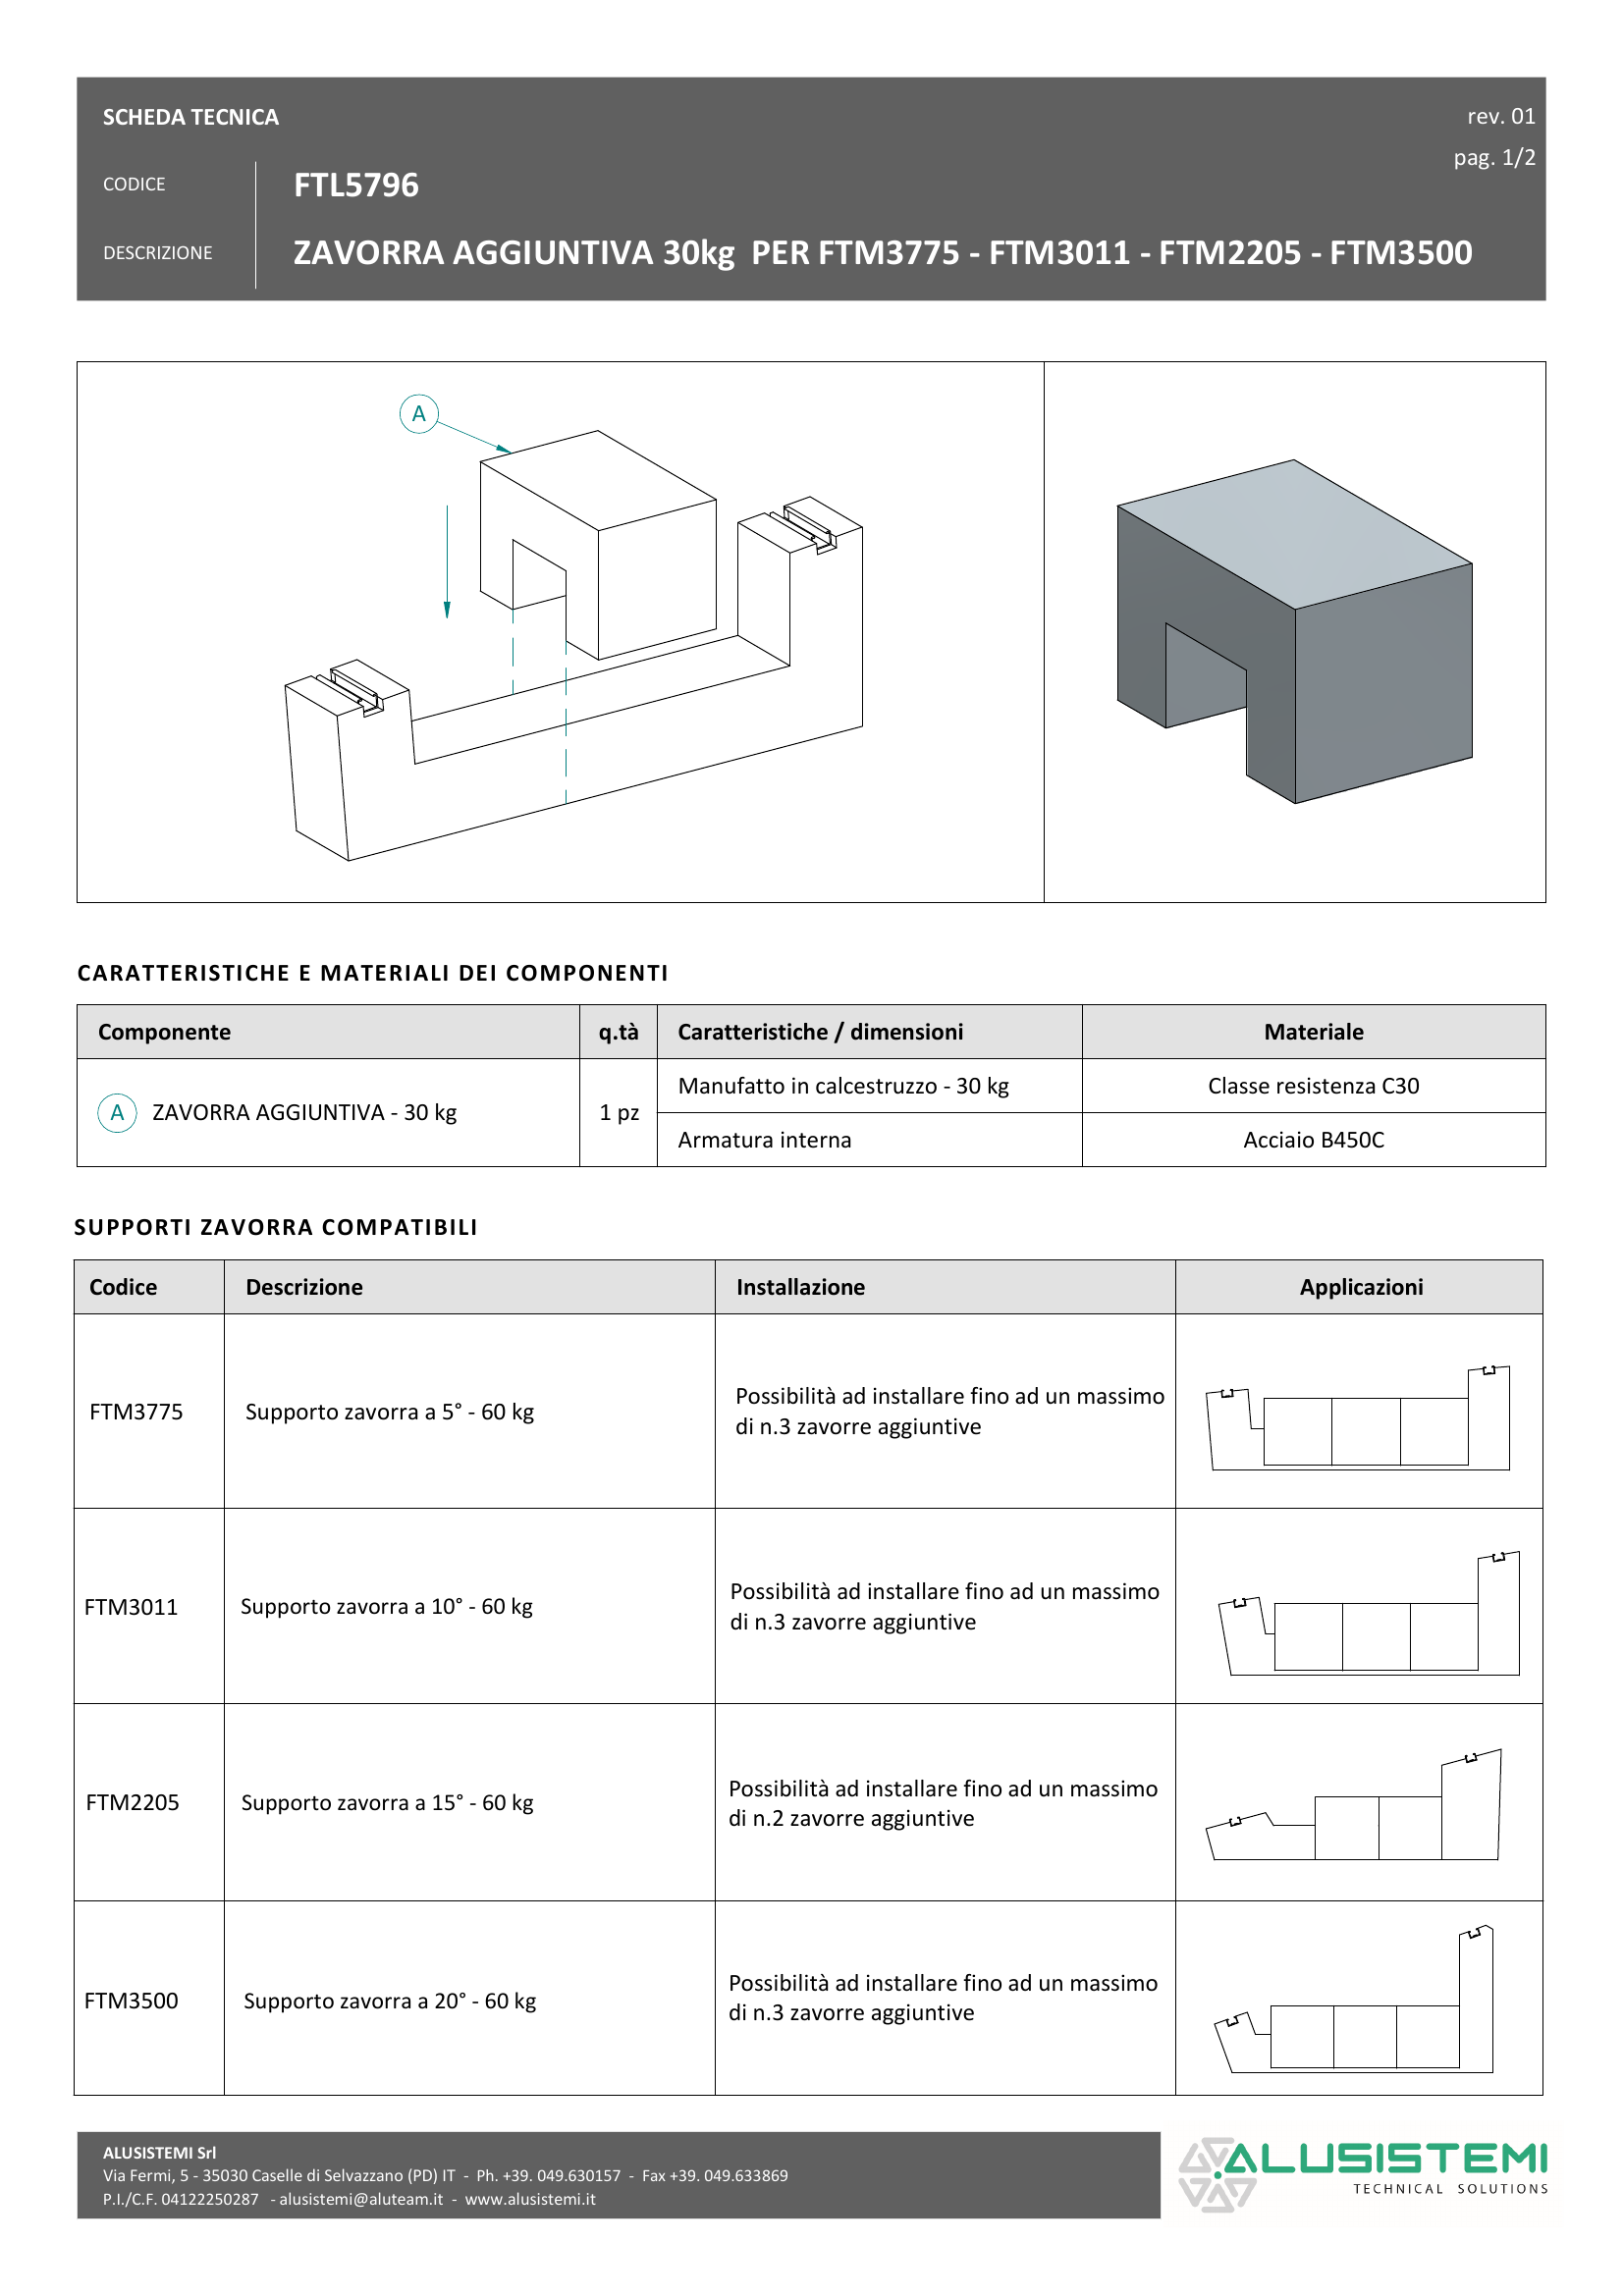 SCHEDA TECNICA
rev. 01
pag. 1/2
CODICE
FTL5796
DESCRIZIONE
ZAVORRA AGGIUNTIVA 30kg  PER FTM3775 - FTM3011 - FTM2205 - FTM3500
A
CARATTERISTICHE E MATERIALI DEI COMPONENTI
Componente
q.tà
Caratteristiche / dimensioni
Materiale
A
ZAVORRA AGGIUNTIVA - 30 kg
1 pz
Manufatto in calcestruzzo - 30 kg
Classe resistenza C30
Armatura interna
Acciaio B450C
SUPPORTI ZAVORRA COMPATIBILI
Codice
Descrizione
Installazione
Applicazioni
FTM3775
Supporto zavorra a 5° - 60 kg
Possibilità ad installare fino ad un massimo
di n.3 zavorre aggiuntive
FTM3011
Supporto zavorra a 10° - 60 kg
Possibilità ad installare fino ad un massimo
di n.3 zavorre aggiuntive
FTM2205
Supporto zavorra a 15° - 60 kg
Possibilità ad installare fino ad un massimo
di n.2 zavorre aggiuntive
FTM3500
Supporto zavorra a 20° - 60 kg
Possibilità ad installare fino ad un massimo
di n.3 zavorre aggiuntive
ALUSISTEMI Srl
Via Fermi, 5 - 35030 Caselle di Selvazzano (PD) IT  -  Ph. +39. 049.630157  -  Fax +39. 049.633869
P.I./C.F. 04122250287   - alusistemi@aluteam.it  -  www.alusistemi.it
ALUSISTEMI
TECHNICAL SOLUTIONS